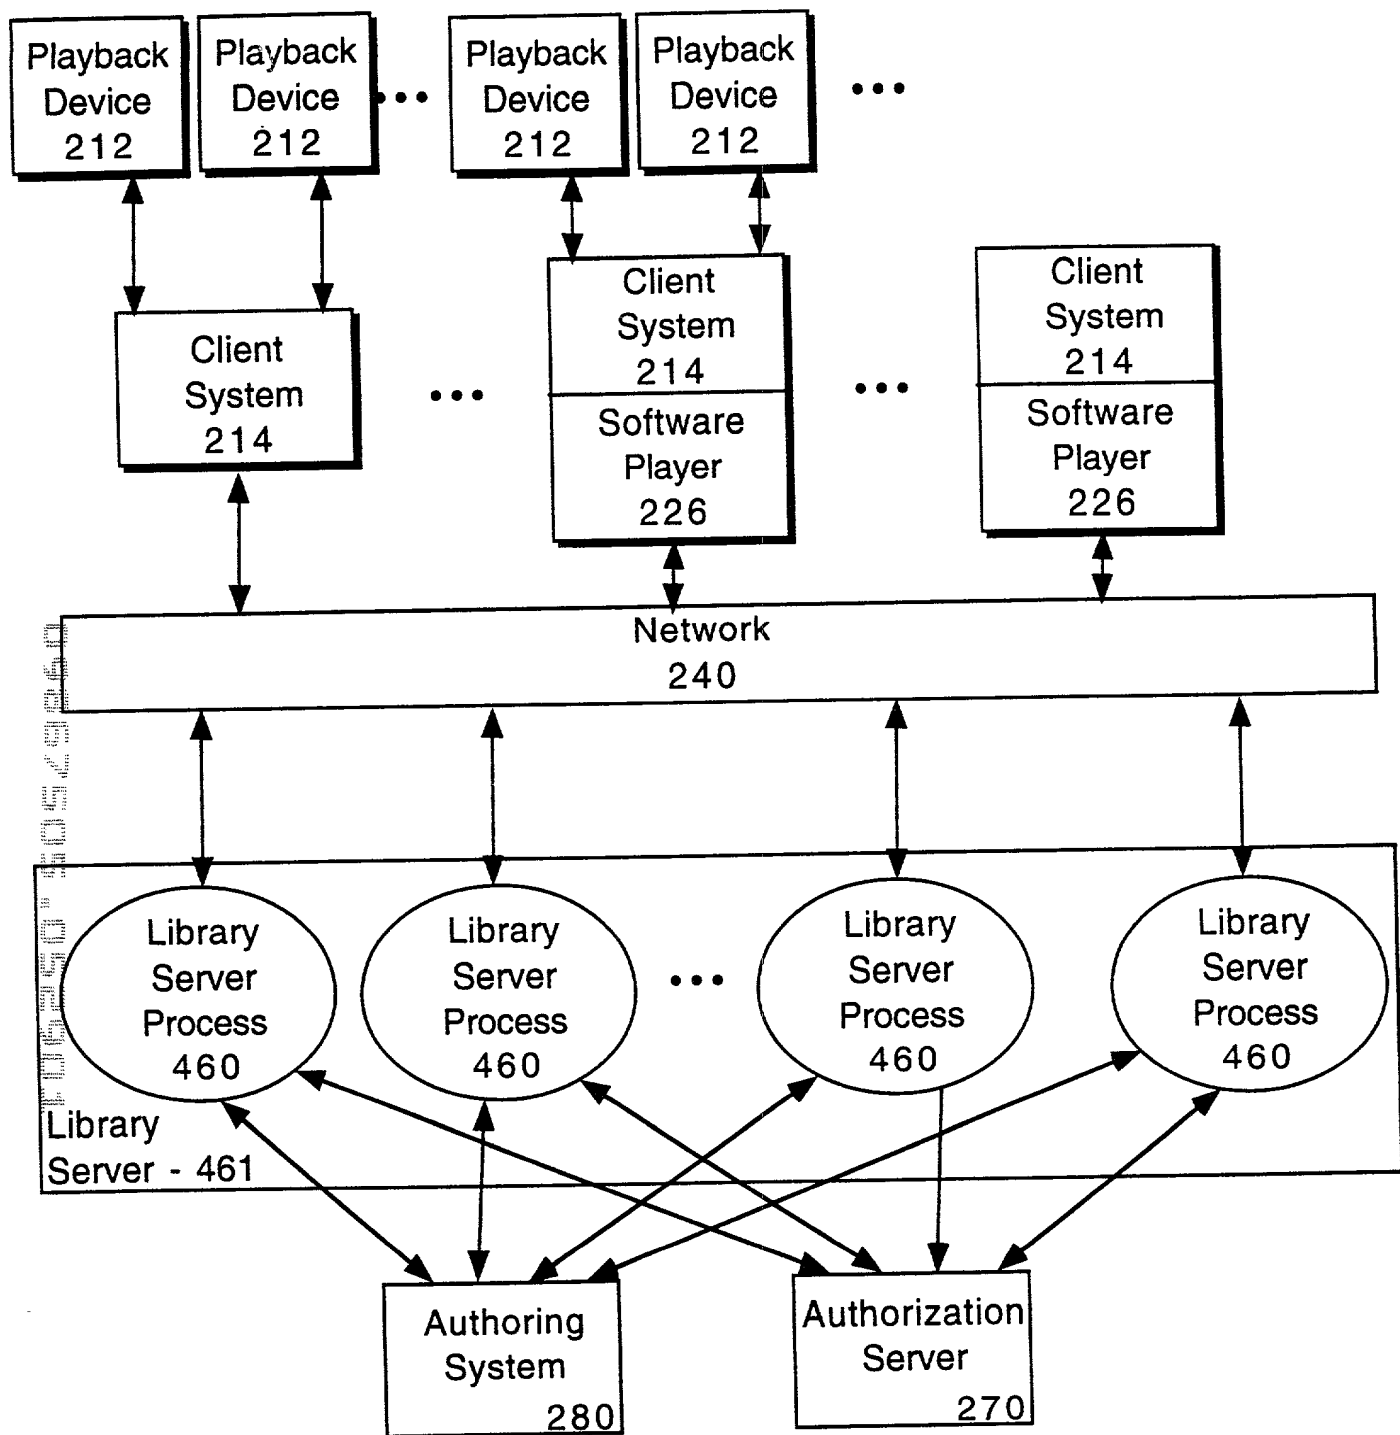 Playback
Device
212
Playback
Device
212
•••
Playback
Device
212
Playback
Device
212
•••
Client
System
214
•••
Client
System
214
Software
Player
226
•••
Client
System
214
Software
Player
226
Network
240
Library
Server
Process
460
Library
Server
Process
460
•••
Library
Server
Process
460
Library
Server
Process
460
Library
Server - 461
Authoring
System
280
Authorization
Server
270